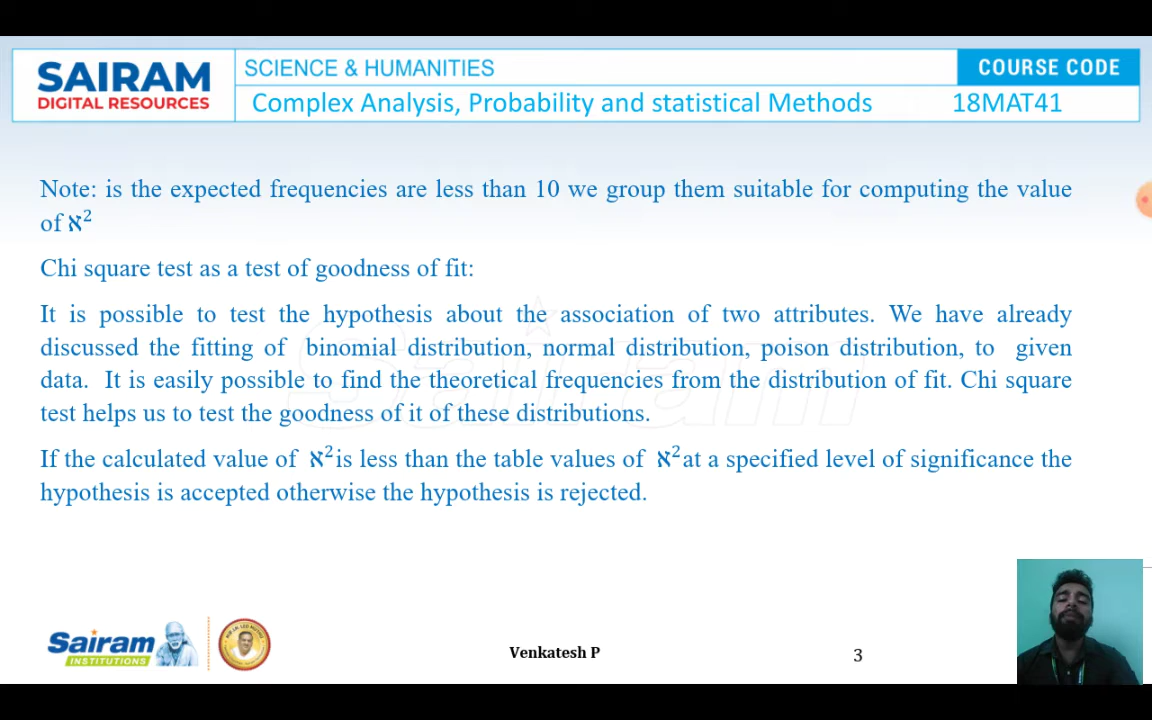 SAIRAM
DIGITAL RESOURCES
SCIENCE & HUMANITIES
COURSE CODE
Complex Analysis, Probability and statistical Methods
18MAT41
Note: is the expected frequencies are less than 10 we group them suitable for computing the value
of ℵ²
Chi square test as a test of goodness of fit:
It is possible to test the hypothesis about the association of two attributes. We have already
discussed the fitting of binomial distribution, normal distribution, poison distribution, to given
data. It is easily possible to find the theoretical frequencies from the distribution of fit. Chi square
test helps us to test the goodness of it of these distributions.
If the calculated value of ℵ² is less than the table values of ℵ² at a specified level of significance the
hypothesis is accepted otherwise the hypothesis is rejected.
Sairam
Sairam
INSTITUTIONS
Venkatesh P
3